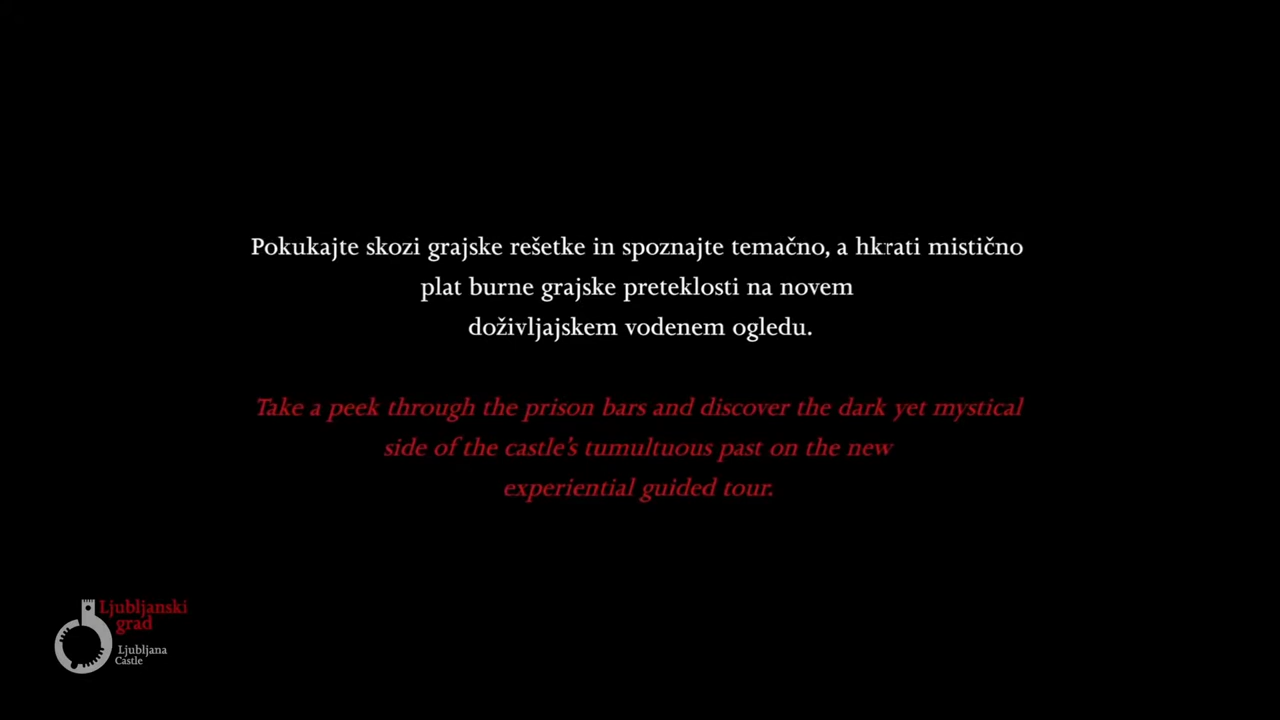 Pokukajte skozi grajske rešetke in spoznajte temačno, a hkrati mistično
plat burne grajske preteklosti na novem
doživljajskem vodenem ogledu.
Take a peek through the prison bars and discover the dark yet mystical
side of the castle's tumultuous past on the new
experiential guided tour.
Ljubljanski
grad
Ljubljana
Castle